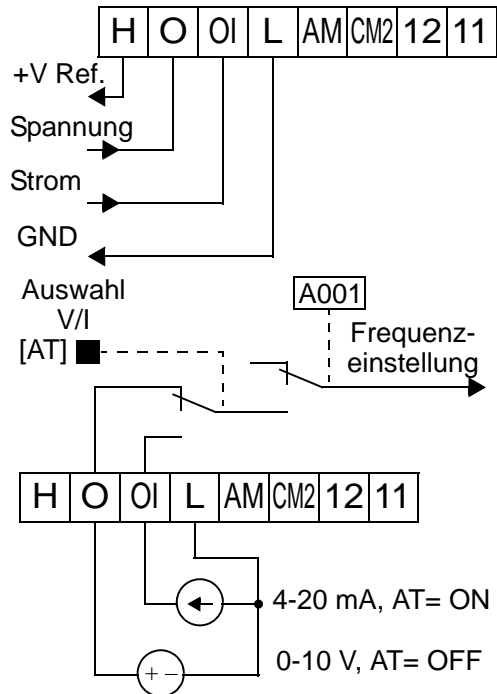 H O OI L AM CM2 12 11
+V Ref.
Spannung
Strom
GND
Auswahl
V/I
[AT]
A001
Frequenz-
einstellung
H O OI L AM CM2 12 11
4-20 mA, AT= ON
+ −
0-10 V, AT= OFF